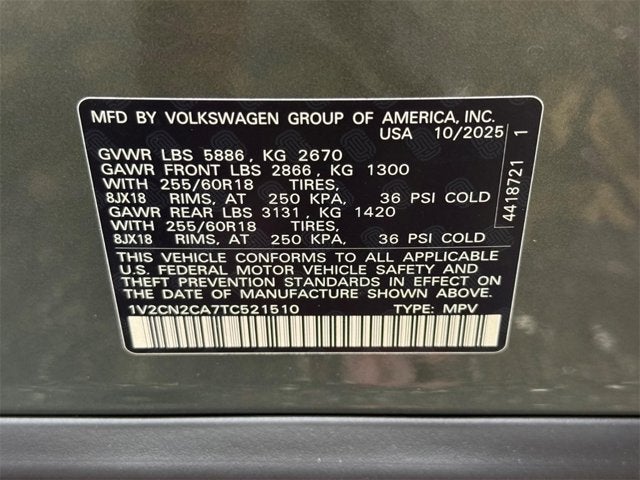 MFD BY VOLKSWAGEN GROUP OF AMERICA, INC.
USA 10/2025
GVWR LBS 5886 , KG 2670
GAWR FRONT LBS 2866 , KG 1300
WITH 255/60R18 TIRES,
8JX18 RIMS, AT 250 KPA, 36 PSI COLD
GAWR REAR LBS 3131 , KG 1420
WITH 255/60R18 TIRES,
8JX18 RIMS, AT 250 KPA, 36 PSI COLD
THIS VEHICLE CONFORMS TO ALL APPLICABLE
U.S. FEDERAL MOTOR VEHICLE SAFETY AND
THEFT PREVENTION STANDARDS IN EFFECT ON
THE DATE OF MANUFACTURE SHOWN ABOVE.
1V2CN2CA7TC521510 TYPE: MPV
4418721 1